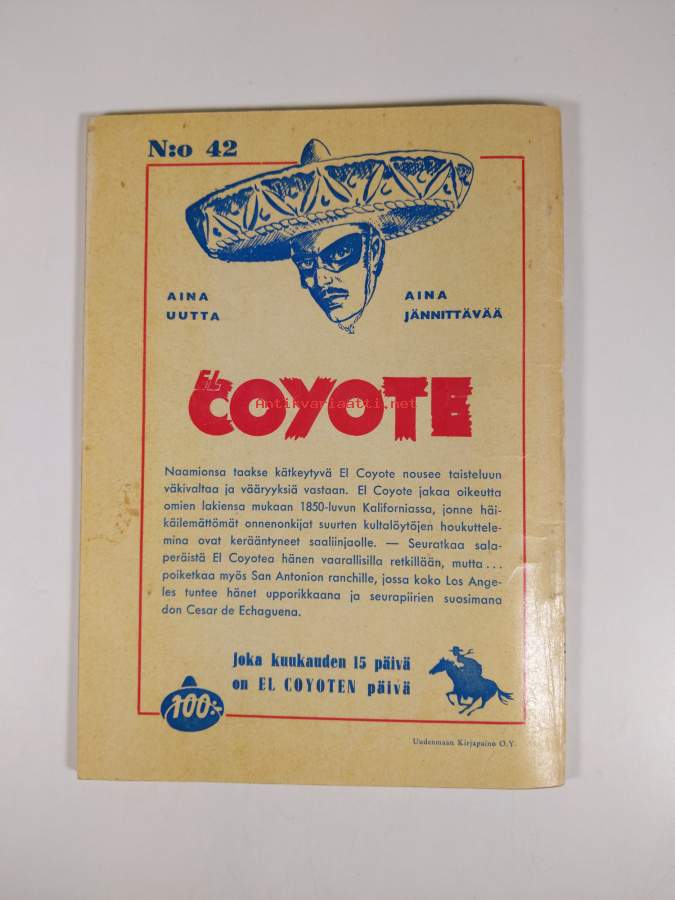 N:o 42
AINA
UUTTA
AINA
JÄNNITTÄVÄÄ
EL
COYOTE
Antikvariaatti.net
Naamionsa taakse kätkeytyvä El Coyote nousee taisteluun
väkivaltaa ja vääryyksiä vastaan. El Coyote jakaa oikeutta
omien lakiensa mukaan 1850-luvun Kaliforniassa, jonne häi-
käilemättömät onnenonkijat suurten kultalöytöjen houkuttele-
mina ovat kerääntyneet saaliinjaolle. — Seuratkaa sala-
peräistä El Coyotea hänen vaarallisilla retkillään, mutta ...
poiketkaa myös San Antonion ranchille, jossa koko Los Ange-
les tuntee hänet upporikkaana ja seurapiirien suosimana
don Cesar de Echaguena.
Joka kuukauden 15 päivä
on EL COYOTEN päivä
100:-
Uudenmaan Kirjapaino O.Y.